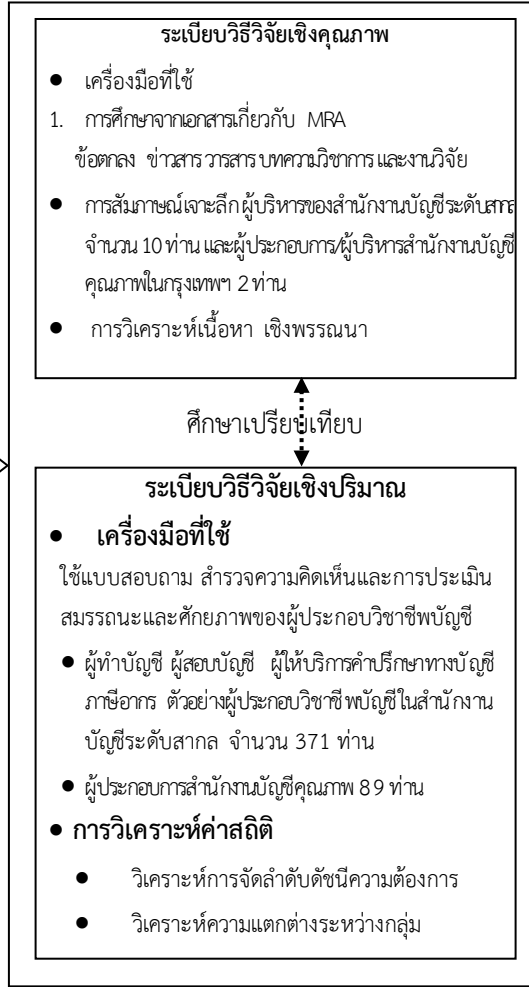 ระเบียบวิธีวิจัยเชิงคุณภาพ
● เครื่องมือที่ใช้
1. การศึกษาจากเอกสารเกี่ยวกับ MRA
ข้อตกลง ข่าวสาร วารสาร บทความวิชาการ และงานวิจัย
● การสัมภาษณ์เจาะลึก ผู้บริหารของสำนักงานบัญชีระดับสากล
จำนวน 10 ท่าน และผู้ประกอบการ/ผู้บริหารสำนักงานบัญชี
คุณภาพในกรุงเทพฯ 2 ท่าน
● การวิเคราะห์เนื้อหา เชิงพรรณนา
ศึกษาเปรียบเทียบ
ระเบียบวิธีวิจัยเชิงปริมาณ
● เครื่องมือที่ใช้
ใช้แบบสอบถาม สำรวจความคิดเห็นและการประเมิน
สมรรถนะและศักยภาพของผู้ประกอบวิชาชีพบัญชี
● ผู้ทำบัญชี ผู้สอบบัญชี ผู้ให้บริการคำปรึกษาทางบัญชี
ภาษีอากร ตัวอย่างผู้ประกอบวิชาชีพบัญชีในสำนักงาน
บัญชีระดับสากล จำนวน 371 ท่าน
● ผู้ประกอบการสำนักงานบัญชีคุณภาพ 89 ท่าน
● การวิเคราะห์ค่าสถิติ
● วิเคราะห์การจัดลำดับดัชนีความต้องการ
● วิเคราะห์ความแตกต่างระหว่างกลุ่ม